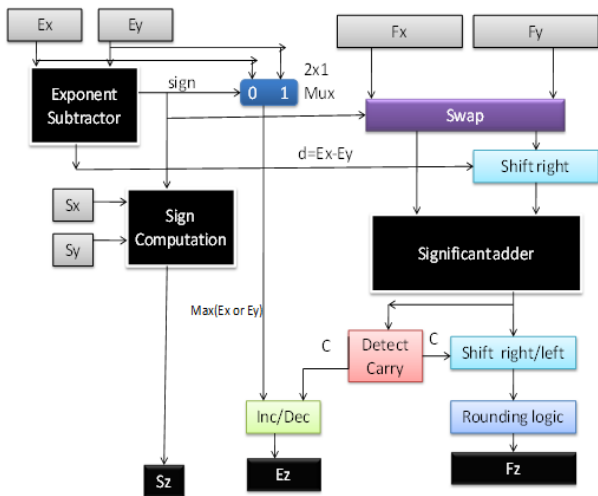 Ex
Ey
Fx
Fy
2x1
Mux
Exponent
Subtractor
sign
0 1
Swap
d=Ex-Ey
Shift right
Sx
Sy
Sign
Computation
Significantadder
Max(Ex or Ey)
C
Detect
Carry
C
Shift right/left
Inc/Dec
Rounding logic
Sz
Ez
Fz